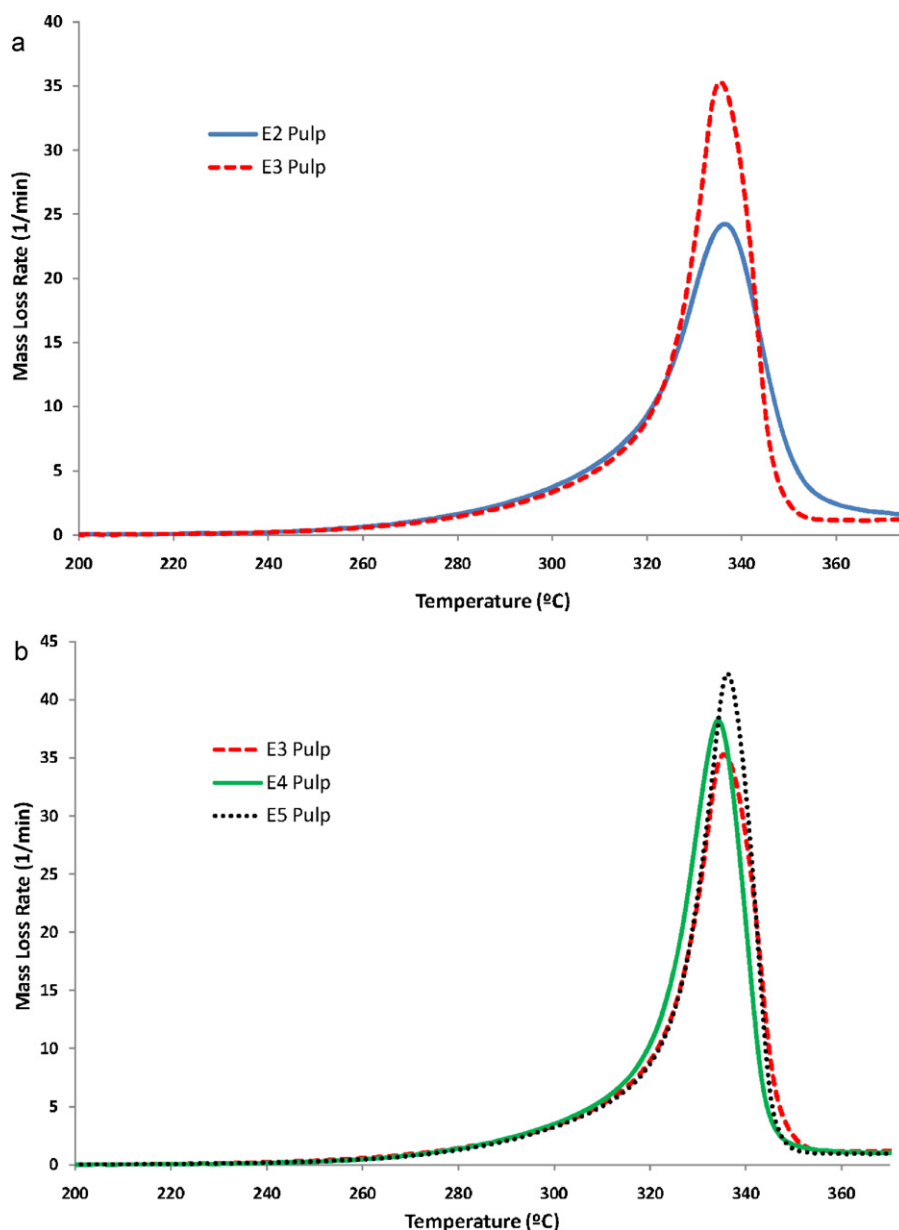 a
40
35
30
25
20
15
10
5
0
Mass Loss Rate (1/min)
E2 Pulp
E3 Pulp
200 220 240 260 280 300 320 340 360
Temperature (ºC)
b
45
40
35
30
25
20
15
10
5
0
Mass Loss Rate (1/min)
E3 Pulp
E4 Pulp
E5 Pulp
200 220 240 260 280 300 320 340 360
Temperature (ºC)